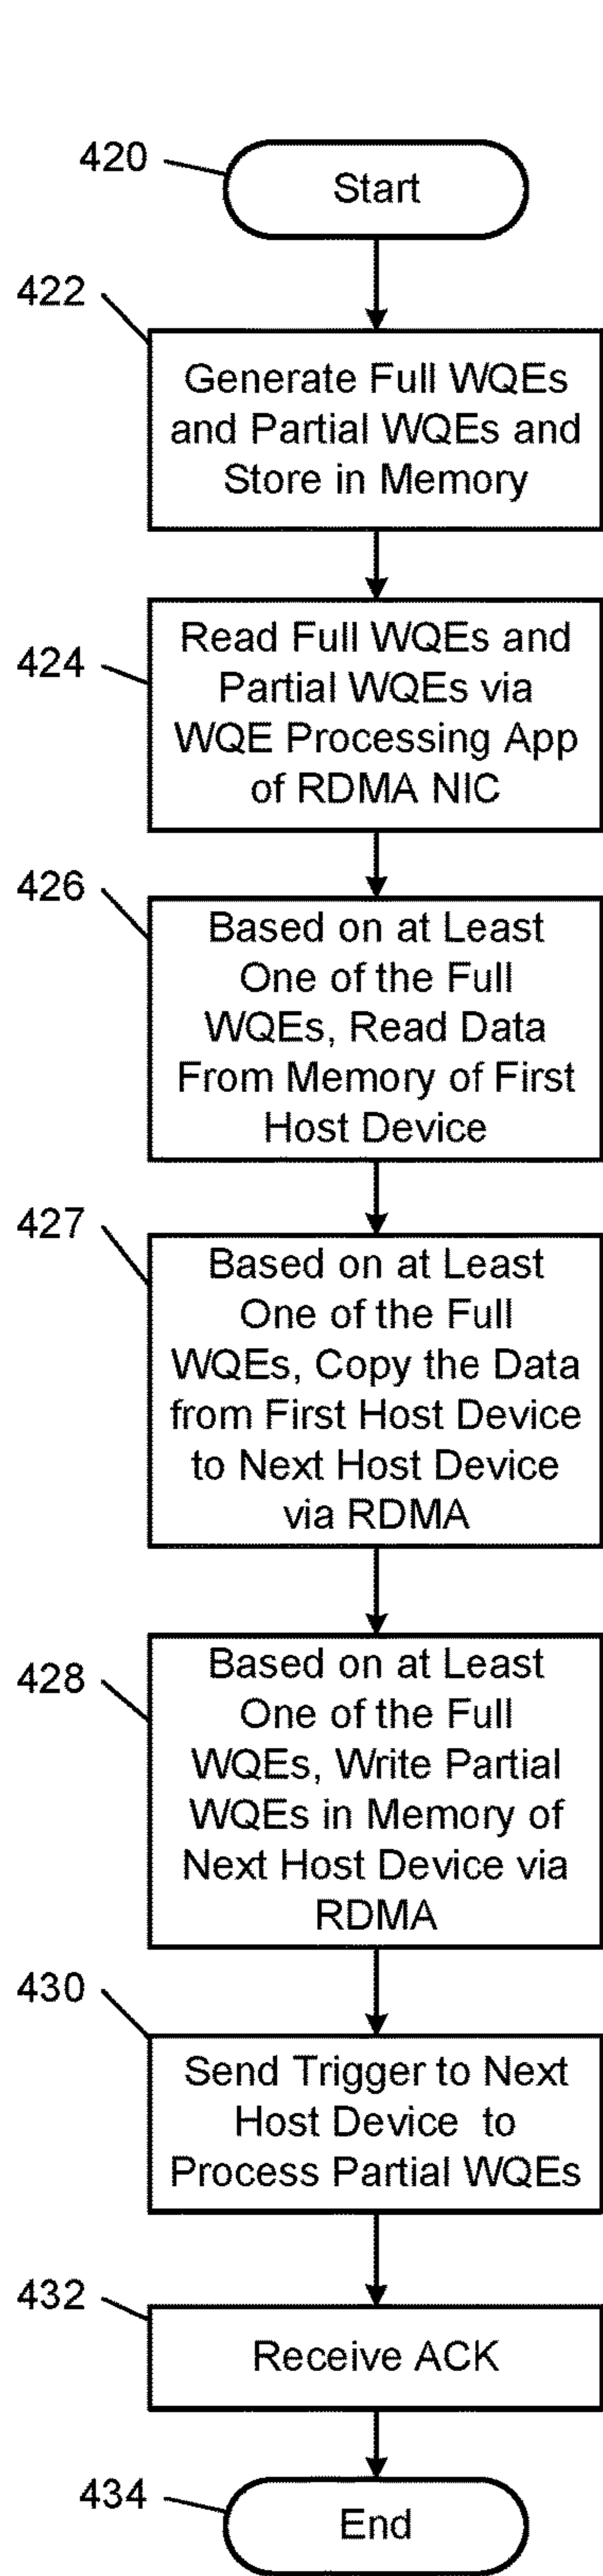 420
Start
422
Generate Full WQEs
and Partial WQEs and
Store in Memory
424
Read Full WQEs and
Partial WQEs via
WQE Processing App
of RDMA NIC
426
Based on at Least
One of the Full
WQEs, Read Data
From Memory of First
Host Device
427
Based on at Least
One of the Full
WQEs, Copy the Data
from First Host Device
to Next Host Device
via RDMA
428
Based on at Least
One of the Full
WQEs, Write Partial
WQEs in Memory of
Next Host Device via
RDMA
430
Send Trigger to Next
Host Device to
Process Partial WQEs
432
Receive ACK
434
End